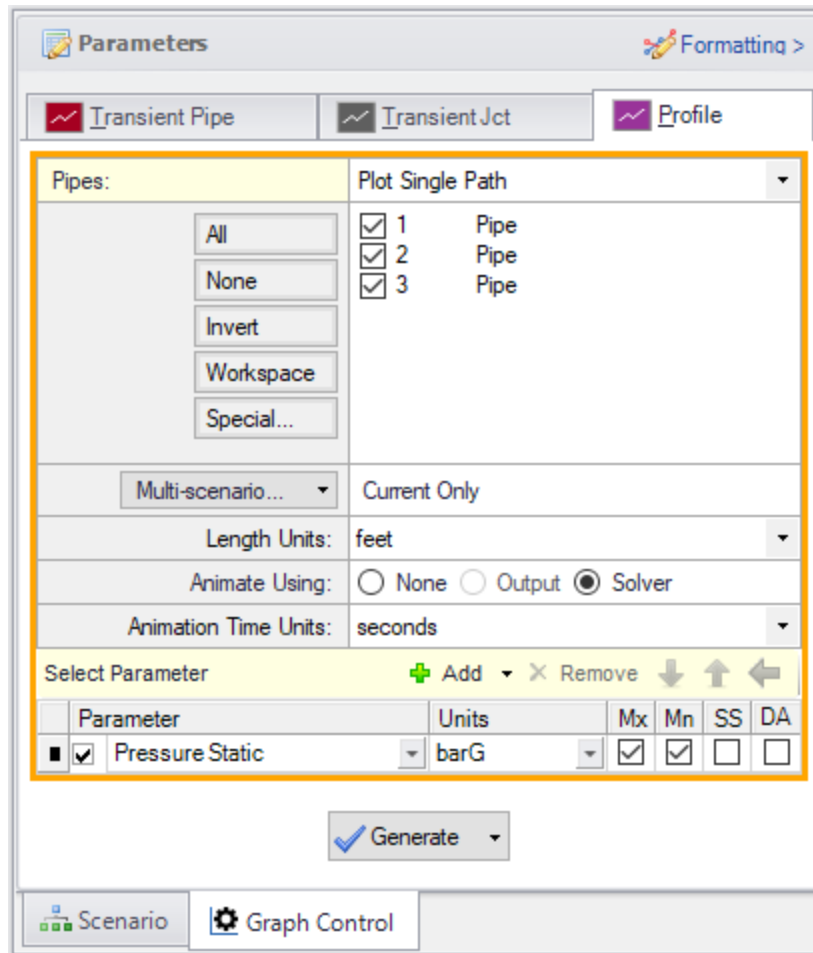 Parameters Formatting >
Transient Pipe Transient Jct Profile
Pipes: Plot Single Path
All 1 Pipe
2 Pipe
None 3 Pipe
Invert
Workspace
Special...
Multi-scenario... Current Only
Length Units: feet
Animate Using: None Output Solver
Animation Time Units: seconds
Select Parameter Add Remove
Parameter Units Mx Mn SS DA
Pressure Static barG
Generate
Scenario Graph Control